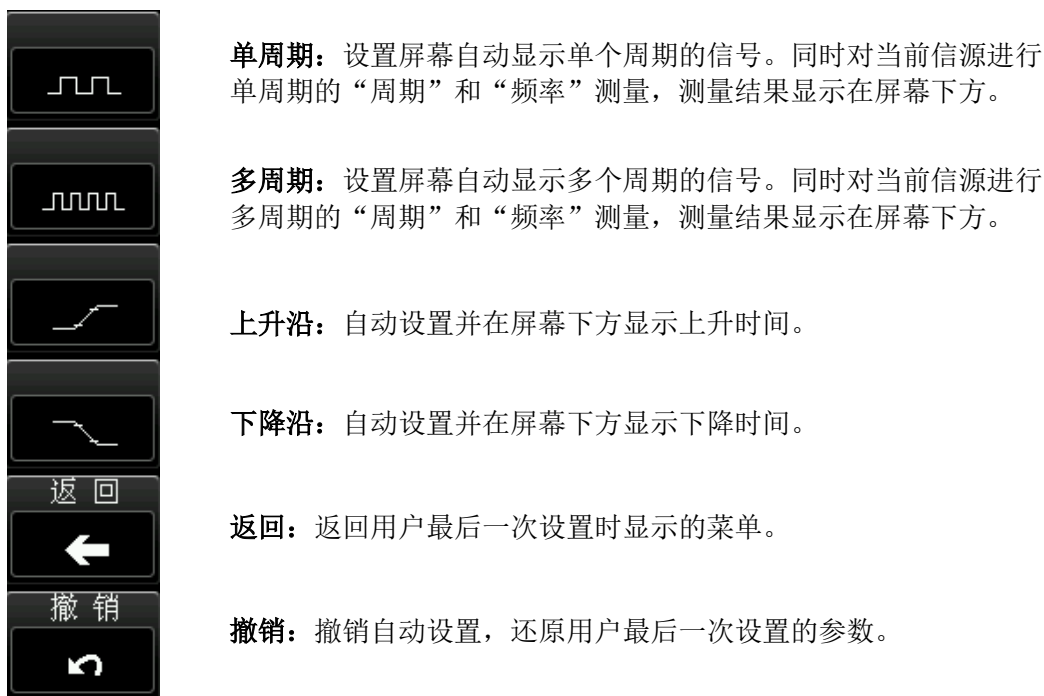 单周期：设置屏幕自动显示单个周期的信号。同时对当前信源进行
单周期的“周期”和“频率”测量，测量结果显示在屏幕下方。
多周期：设置屏幕自动显示多个周期的信号。同时对当前信源进行
多周期的“周期”和“频率”测量，测量结果显示在屏幕下方。
上升沿：自动设置并在屏幕下方显示上升时间。
下降沿：自动设置并在屏幕下方显示下降时间。
返 回
返回：返回用户最后一次设置时显示的菜单。
撤 销
撤销：撤销自动设置，还原用户最后一次设置的参数。